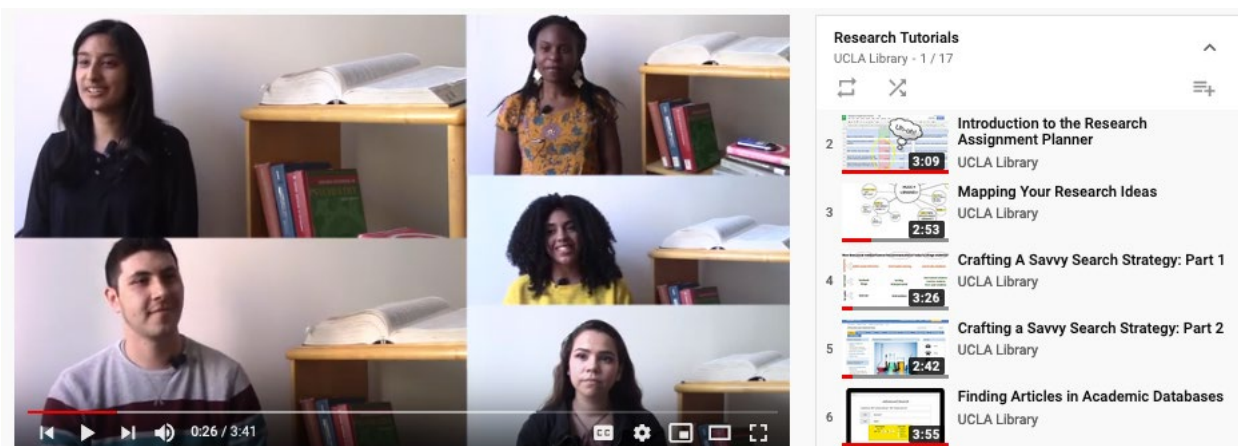 Research Tutorials
UCLA Library - 1 / 17
2
Uh-oh!
3:09
Introduction to the Research
Assignment Planner
UCLA Library
3
2:53
Mapping Your Research Ideas
UCLA Library
4
3:26
Crafting A Savvy Search Strategy: Part 1
UCLA Library
5
2:42
Crafting a Savvy Search Strategy: Part 2
UCLA Library
6
3:55
Finding Articles in Academic Databases
UCLA Library
0:26 / 3:41
CC